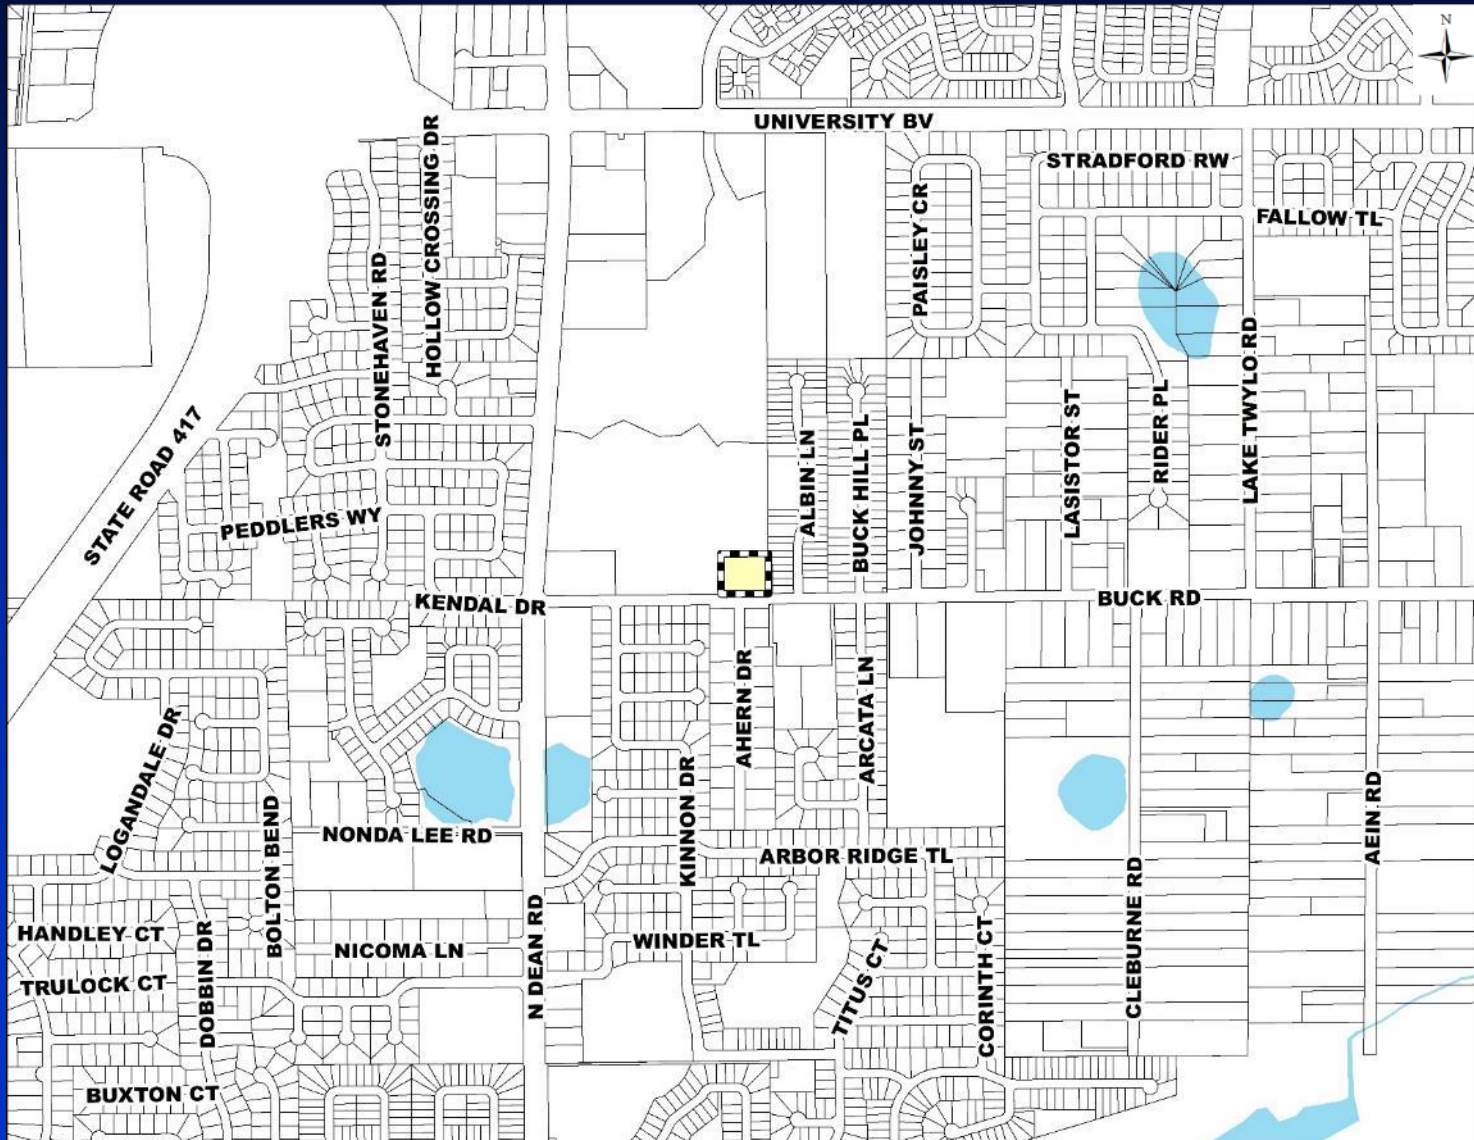 N
UNIVERSITY BV
STRADFORD RW
HOLLOW CROSSING DR
PAISLEY CR
FALLOW TL
STONEHAVEN RD
STATE ROAD 417
LAKE TWYLO RD
RIDER PL
LASISTOR ST
ALBIN LN
BUCK HILL PL
JOHNNY ST
PEDDLERS WY
KENDAL DR
BUCK RD
AHERN DR
ARCATA LN
LOGANDALE DR
KINNON DR
AEIN RD
BOLTON BEND
NONDA LEE RD
ARBOR RIDGE TL
CLEBURNE RD
HANDLEY CT
DOBBIN DR
NICOMA LN
N DEAN RD
WINDER TL
TITUS CT
CORINTH CT
TRULOCK CT
BUXTON CT